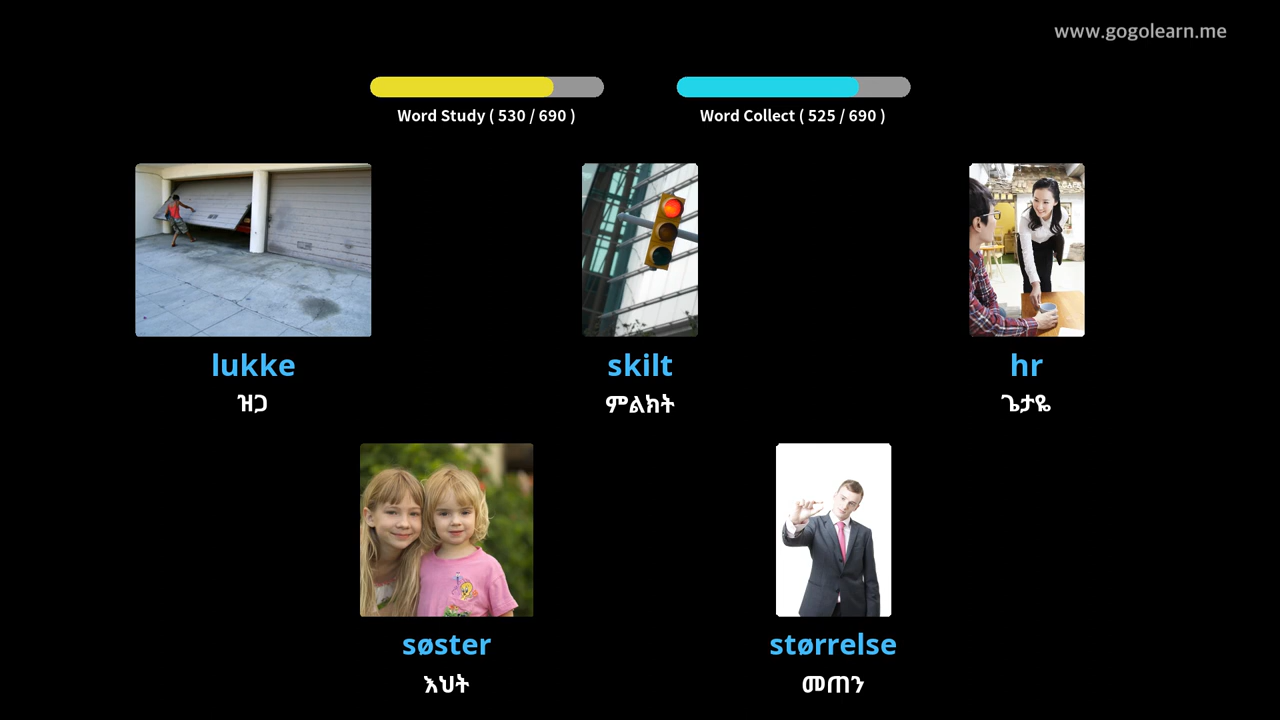 www.gogolearn.me
Word Study ( 530 / 690 )
Word Collect ( 525 / 690 )
lukke
ዝጋ
skilt
ምልክት
hr
ጌታዬ
søster
እህት
størrelse
መጠን